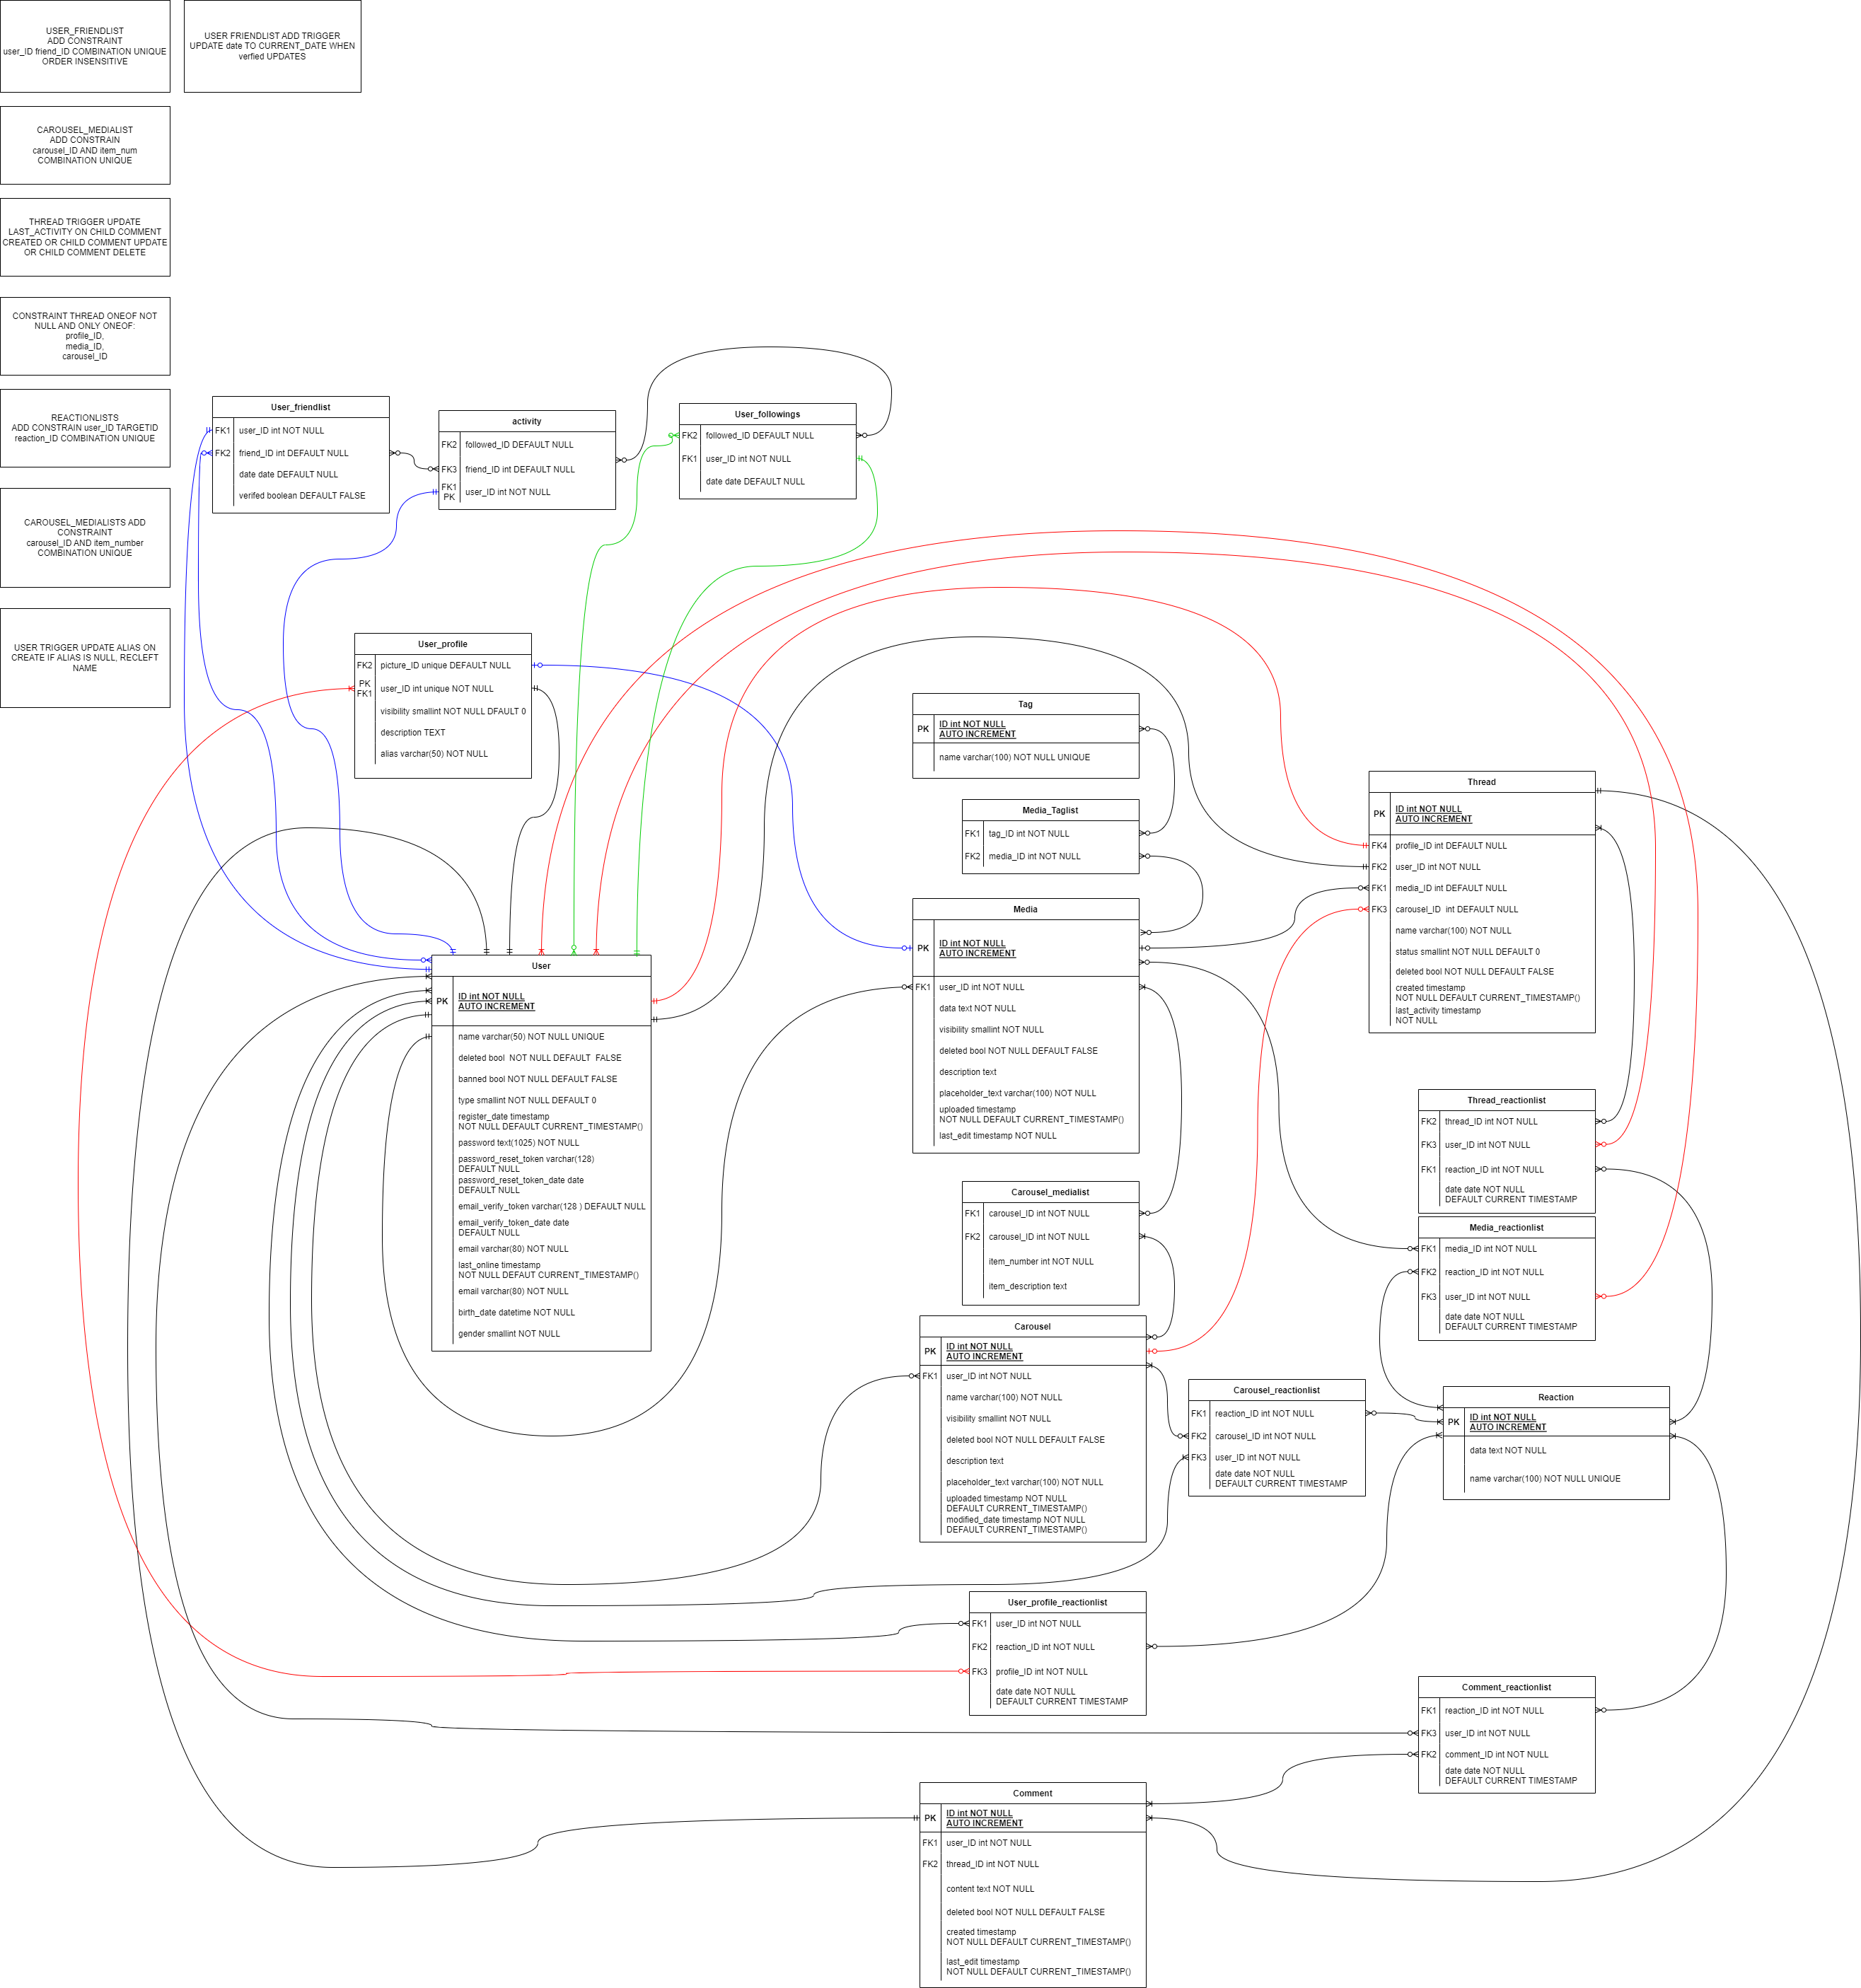 USER_FRIENDLIST
ADD CONSTRAINT
user_ID friend_ID COMBINATION UNIQUE
ORDER INSENSITIVE
USER FRIENDLIST ADD TRIGGER
UPDATE date TO CURRENT_DATE WHEN
verfied UPDATES
CAROUSEL_MEDIALIST
ADD CONSTRAIN
carousel_ID AND item_num
COMBINATION UNIQUE
THREAD TRIGGER UPDATE
LAST_ACTIVITY ON CHILD COMMENT
CREATED OR CHILD COMMENT UPDATE
OR CHILD COMMENT DELETE
CONSTRAINT THREAD ONEOF NOT
NULL AND ONLY ONEOF:
profile_ID,
media_ID,
carousel_ID
REACTIONLISTS
ADD CONSTRAIN user_ID TARGETID
reaction_ID COMBINATION UNIQUE
CAROUSEL_MEDIALISTS ADD
CONSTRAINT
carousel_ID AND item_number
COMBINATION UNIQUE
USER TRIGGER UPDATE ALIAS ON
CREATE IF ALIAS IS NULL, RECLEFT
NAME
User_friendlist
FK1 user_ID int NOT NULL
FK2 friend_ID int DEFAULT NULL
date date DEFAULT NULL
verifed boolean DEFAULT FALSE
activity
FK2 followed_ID DEFAULT NULL
FK3 friend_ID int DEFAULT NULL
FK1
PK user_ID int NOT NULL
User_followings
FK2 followed_ID DEFAULT NULL
FK1 user_ID int NOT NULL
date date DEFAULT NULL
User_profile
FK2 picture_ID unique DEFAULT NULL
PK
FK1 user_ID int unique NOT NULL
visibility smallint NOT NULL DFAULT 0
description TEXT
alias varchar(50) NOT NULL
Tag
PK ID int NOT NULL
AUTO INCREMENT
name varchar(100) NOT NULL UNIQUE
Media_Taglist
FK1 tag_ID int NOT NULL
FK2 media_ID int NOT NULL
Thread
PK ID int NOT NULL
AUTO INCREMENT
FK4 profile_ID int DEFAULT NULL
FK2 user_ID int NOT NULL
FK1 media_ID int DEFAULT NULL
FK3 carousel_ID int DEFAULT NULL
name varchar(100) NOT NULL
status smallint NOT NULL DEFAULT 0
deleted bool NOT NULL DEFAULT FALSE
created timestamp
NOT NULL DEFAULT CURRENT_TIMESTAMP()
last_activity timestamp
NOT NULL
Media
PK ID int NOT NULL
AUTO INCREMENT
FK1 user_ID int NOT NULL
data text NOT NULL
visibility smallint NOT NULL
deleted bool NOT NULL DEFAULT FALSE
description text
placeholder_text varchar(100) NOT NULL
uploaded timestamp
NOT NULL DEFAULT CURRENT_TIMESTAMP()
last_edit timestamp NOT NULL
User
PK ID int NOT NULL
AUTO INCREMENT
name varchar(50) NOT NULL UNIQUE
deleted bool NOT NULL DEFAULT FALSE
banned bool NOT NULL DEFAULT FALSE
type smallint NOT NULL DEFAULT 0
register_date timestamp
NOT NULL DEFAULT CURRENT_TIMESTAMP()
password text(1025) NOT NULL
password_reset_token varchar(128)
DEFAULT NULL
password_reset_token_date date
DEFAULT NULL
email_verify_token varchar(128 ) DEFAULT NULL
email_verify_token_date date
DEFAULT NULL
email varchar(80) NOT NULL
last_online timestamp
NOT NULL DEFAUT CURRENT_TIMESTAMP()
email varchar(80) NOT NULL
birth_date datetime NOT NULL
gender smallint NOT NULL
Thread_reactionlist
FK2 thread_ID int NOT NULL
FK3 user_ID int NOT NULL
FK1 reaction_ID int NOT NULL
date date NOT NULL
DEFAULT CURRENT TIMESTAMP
Media_reactionlist
FK1 media_ID int NOT NULL
FK2 reaction_ID int NOT NULL
FK3 user_ID int NOT NULL
date date NOT NULL
DEFAULT CURRENT TIMESTAMP
Carousel_medialist
FK1 carousel_ID int NOT NULL
FK2 carousel_ID int NOT NULL
item_number int NOT NULL
item_description text
Carousel
PK ID int NOT NULL
AUTO INCREMENT
FK1 user_ID int NOT NULL
name varchar(100) NOT NULL
visibility smallint NOT NULL
deleted bool NOT NULL DEFAULT FALSE
description text
placeholder_text varchar(100) NOT NULL
uploaded timestamp NOT NULL
DEFAULT CURRENT_TIMESTAMP()
modified_date timestamp NOT NULL
DEFAULT CURRENT_TIMESTAMP()
Carousel_reactionlist
FK1 reaction_ID int NOT NULL
FK2 carousel_ID int NOT NULL
FK3 user_ID int NOT NULL
date date NOT NULL
DEFAULT CURRENT TIMESTAMP
Reaction
PK ID int NOT NULL
AUTO INCREMENT
data text NOT NULL
name varchar(100) NOT NULL UNIQUE
User_profile_reactionlist
FK1 user_ID int NOT NULL
FK2 reaction_ID int NOT NULL
FK3 profile_ID int NOT NULL
date date NOT NULL
DEFAULT CURRENT TIMESTAMP
Comment_reactionlist
FK1 reaction_ID int NOT NULL
FK3 user_ID int NOT NULL
FK2 comment_ID int NOT NULL
date date NOT NULL
DEFAULT CURRENT TIMESTAMP
Comment
PK ID int NOT NULL
AUTO INCREMENT
FK1 user_ID int NOT NULL
FK2 thread_ID int NOT NULL
content text NOT NULL
deleted bool NOT NULL DEFAULT FALSE
created timestamp
NOT NULL DEFAULT CURRENT_TIMESTAMP()
last_edit timestamp
NOT NULL DEFAULT CURRENT_TIMESTAMP()